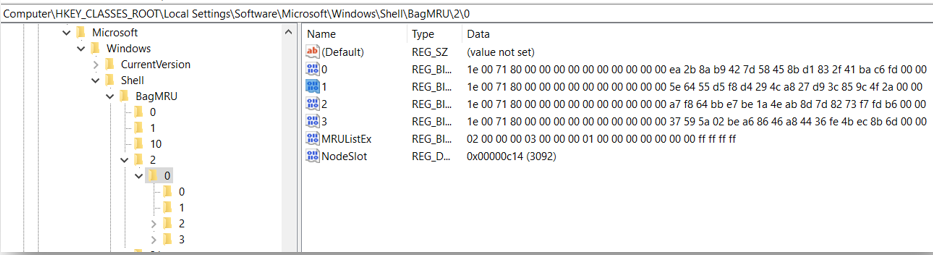 Computer\HKEY_CLASSES_ROOT\Local Settings\Software\Microsoft\Windows\Shell\BagMRU\2\0
Microsoft
Windows
CurrentVersion
Shell
BagMRU
0
1
10
2
0
0
1
2
3
Name Type Data
(Default) REG_SZ (value not set)
0 REG_BI... 1e 00 71 80 00 00 00 00 00 00 00 00 00 00 ea 2b 8a b9 42 7d 58 45 8b d1 83 2f 41 ba c6 fd 00 00
1 REG_BI... 1e 00 71 80 00 00 00 00 00 00 00 00 00 00 5e 64 55 d5 f8 d4 29 4c a8 27 d9 3c 85 9c 4f 2a 00 00
2 REG_BI... 1e 00 71 80 00 00 00 00 00 00 00 00 00 00 a7 f8 64 bb e7 be 1a 4e ab 8d 7d 82 73 f7 fd b6 00 00
3 REG_BI... 1e 00 71 80 00 00 00 00 00 00 00 00 00 00 37 59 5a 02 be a6 86 46 a8 44 36 fe 4b ec 8b 6d 00 00
MRUListEx REG_BI... 02 00 00 00 03 00 00 00 01 00 00 00 00 00 00 00 ff ff ff ff
NodeSlot REG_D... 0x00000c14 (3092)